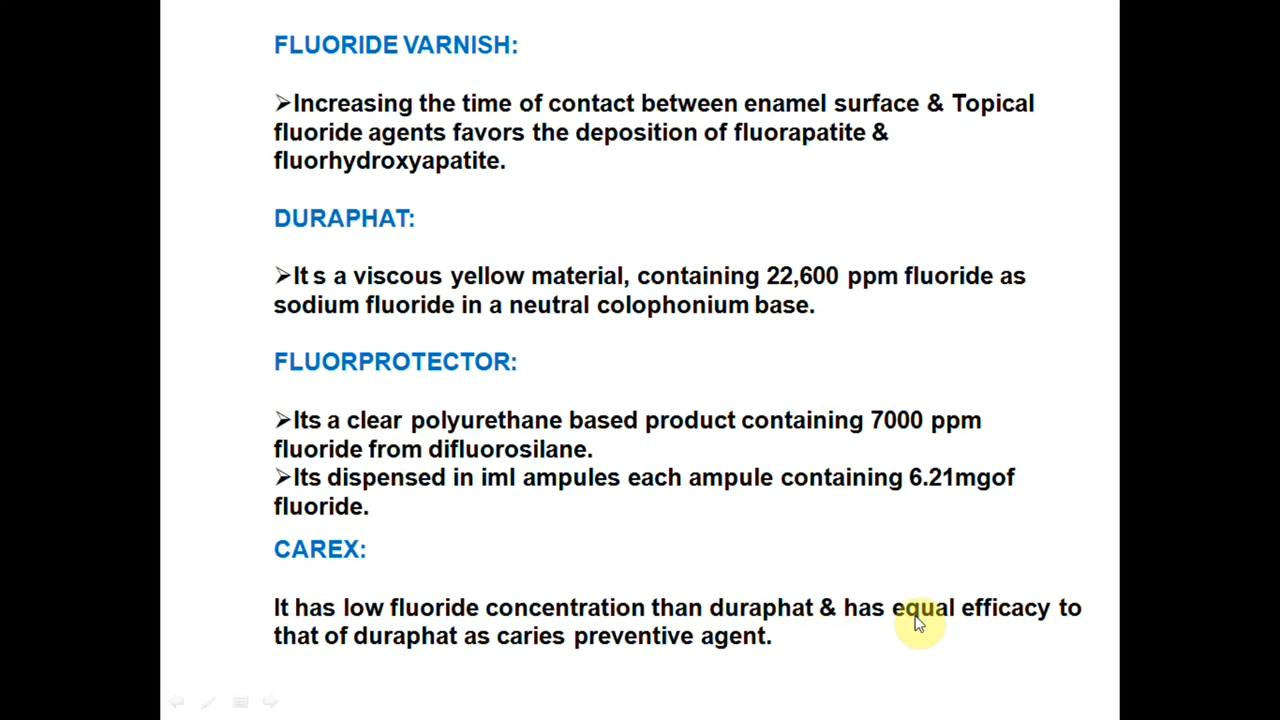 FLUORIDE VARNISH:
➢Increasing the time of contact between enamel surface & Topical
fluoride agents favors the deposition of fluorapatite &
fluorhydroxyapatite.
DURAPHAT:
➢It s a viscous yellow material, containing 22,600 ppm fluoride as
sodium fluoride in a neutral colophonium base.
FLUORPROTECTOR:
➢Its a clear polyurethane based product containing 7000 ppm
fluoride from difluorosilane.
➢Its dispensed in iml ampules each ampule containing 6.21mgof
fluoride.
CAREX:
It has low fluoride concentration than duraphat & has equal efficacy to
that of duraphat as caries preventive agent.